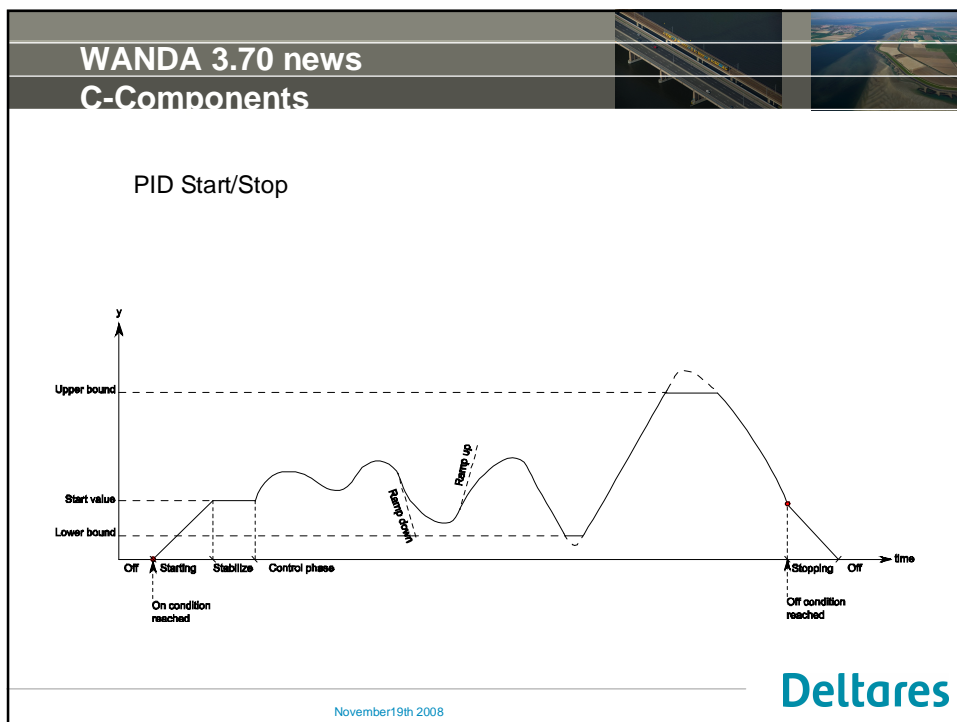 WANDA 3.70 news
C-Components
PID Start/Stop
y
Upper bound
Ramp up
Start value
Ramp down
Lower bound
time
Off
Starting
Stabilize
Control phase
Stopping
Off
On condition
reached
Off condition
reached
November19th 2008
Deltares